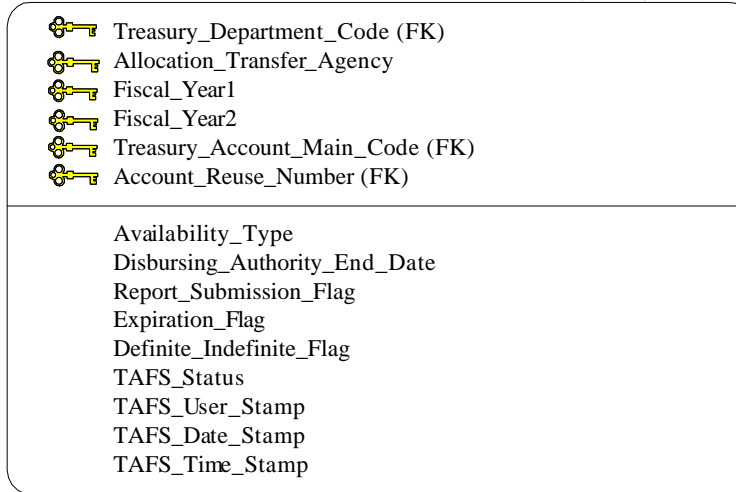 Treasury_Department_Code (FK)
Allocation_Transfer_Agency
Fiscal_Year1
Fiscal_Year2
Treasury_Account_Main_Code (FK)
Account_Reuse_Number (FK)
Availability_Type
Disbursing_Authority_End_Date
Report_Submission_Flag
Expiration_Flag
Definite_Indefinite_Flag
TAFS_Status
TAFS_User_Stamp
TAFS_Date_Stamp
TAFS_Time_Stamp